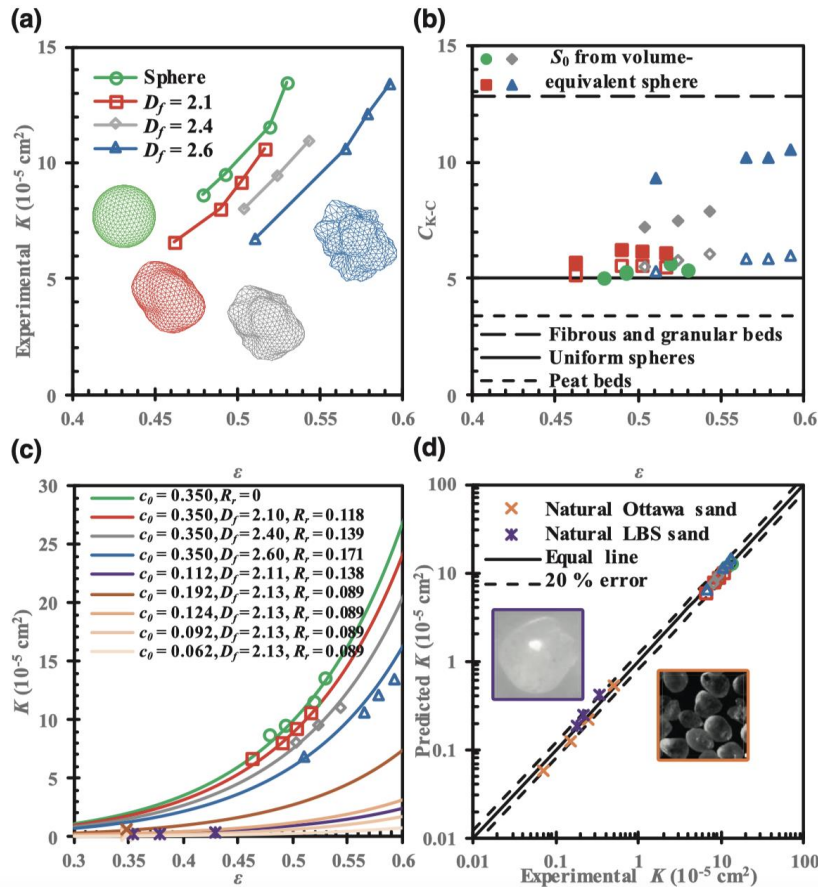 (a)
15
10
5
0
0.4 0.45 0.5 0.55 0.6
Experimental K (10⁻⁵ cm²)
ε
Sphere
D_f = 2.1
D_f = 2.4
D_f = 2.6
(b)
15
10
5
0
0.4 0.45 0.5 0.55 0.6
C_K-C
ε
S₀ from volume-
equivalent sphere
Fibrous and granular beds
Uniform spheres
Peat beds
(c)
30
25
20
15
10
5
0
0.3 0.35 0.4 0.45 0.5 0.55 0.6
K (10⁻⁵ cm²)
ε
c₀ = 0.350, R_r = 0
c₀ = 0.350, D_f = 2.10, R_r = 0.118
c₀ = 0.350, D_f = 2.40, R_r = 0.139
c₀ = 0.350, D_f = 2.60, R_r = 0.171
c₀ = 0.112, D_f = 2.11, R_r = 0.138
c₀ = 0.192, D_f = 2.13, R_r = 0.089
c₀ = 0.124, D_f = 2.13, R_r = 0.089
c₀ = 0.092, D_f = 2.13, R_r = 0.089
c₀ = 0.062, D_f = 2.13, R_r = 0.089
(d)
100
10
1
0.1
0.01
0.01 0.1 1 10 100
Predicted K (10⁻⁵ cm²)
Experimental K (10⁻⁵ cm²)
Natural Ottawa sand
Natural LBS sand
Equal line
20 % error